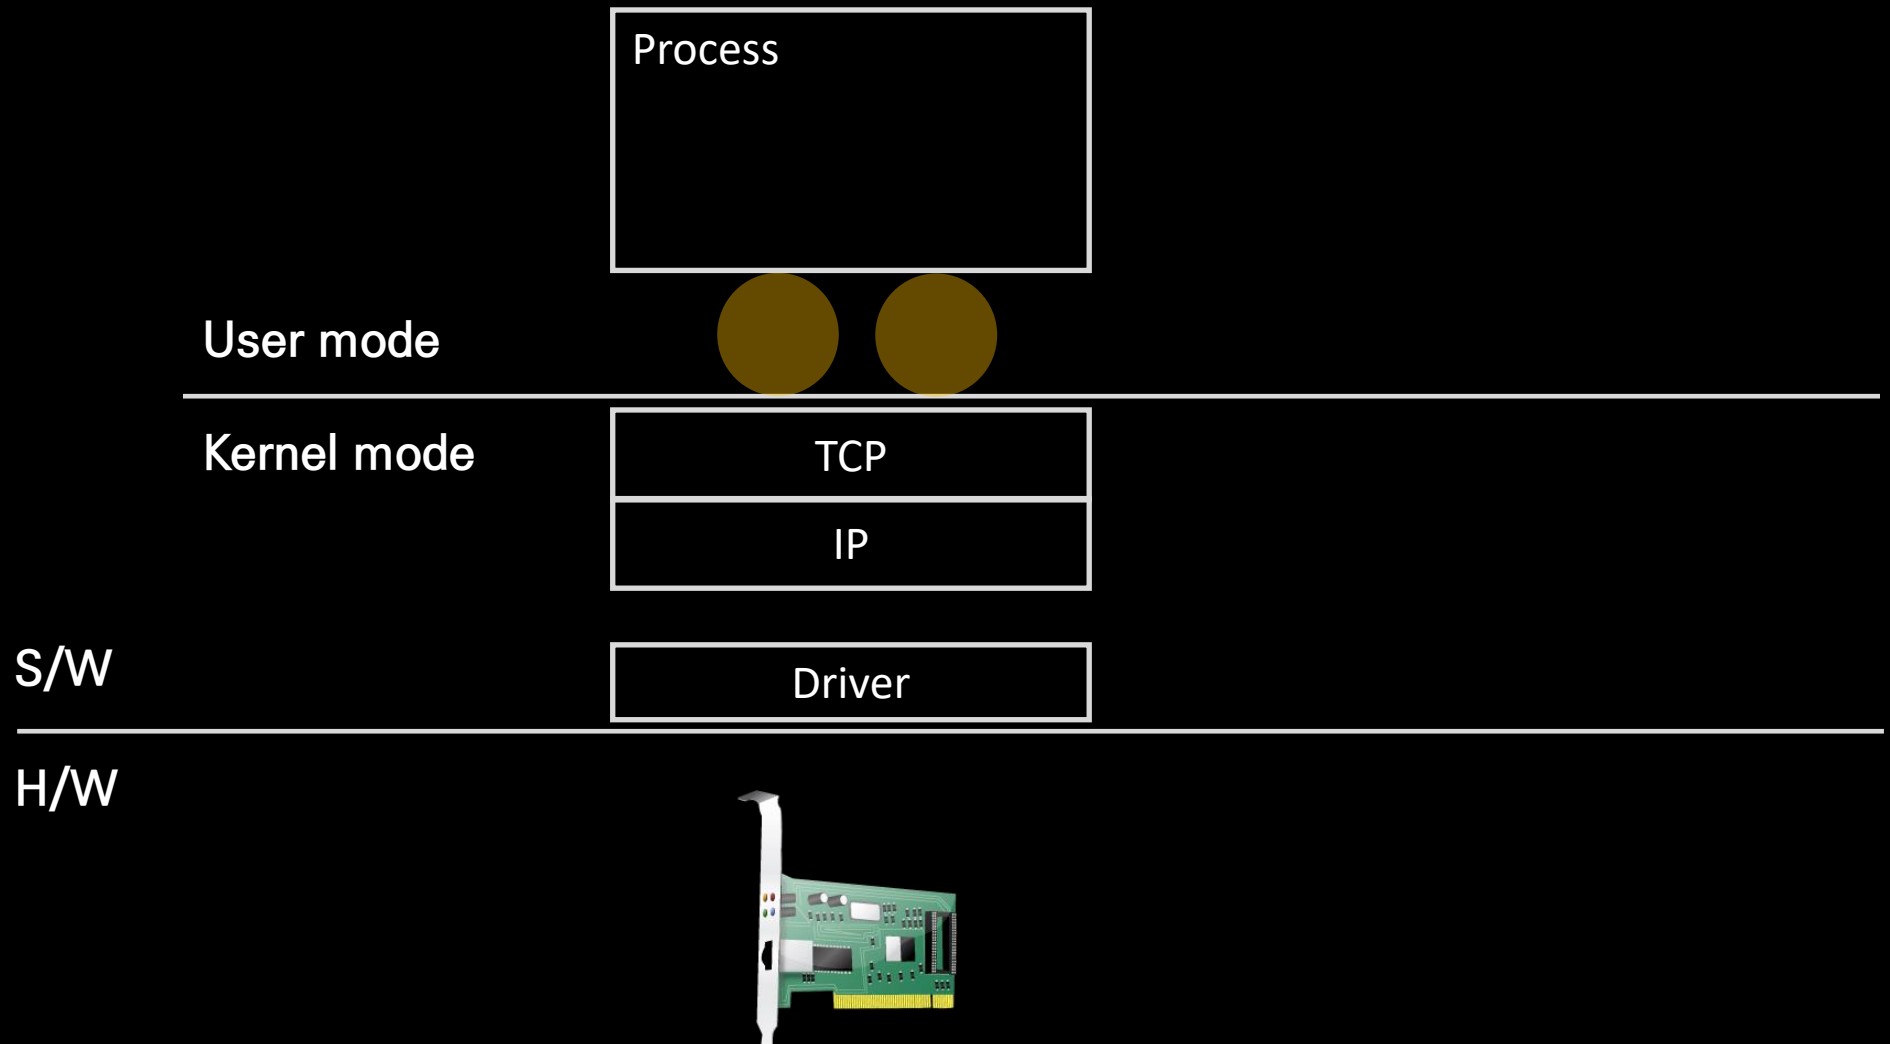 Process
User mode
Kernel mode
TCP
IP
S/W
Driver
H/W